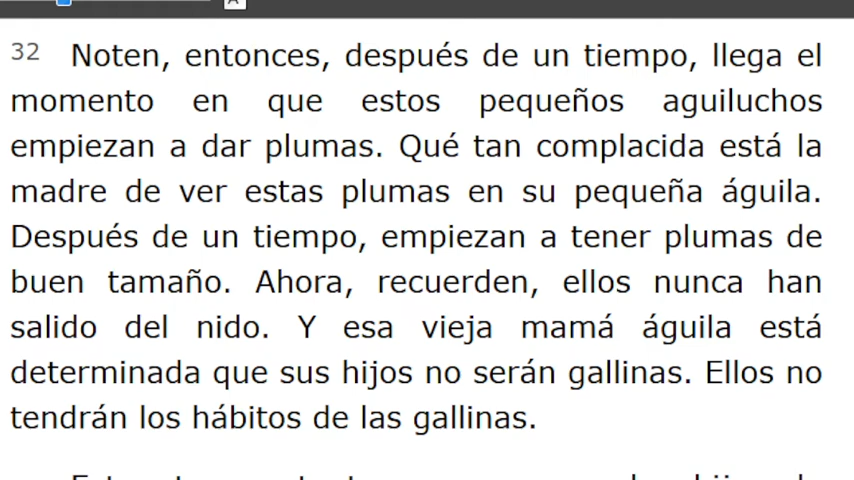 32 Noten, entonces, después de un tiempo, llega el
momento en que estos pequeños aguiluchos
empiezan a dar plumas. Qué tan complacida está la
madre de ver estas plumas en su pequeña águila.
Después de un tiempo, empiezan a tener plumas de
buen tamaño. Ahora, recuerden, ellos nunca han
salido del nido. Y esa vieja mamá águila está
determinada que sus hijos no serán gallinas. Ellos no
tendrán los hábitos de las gallinas.